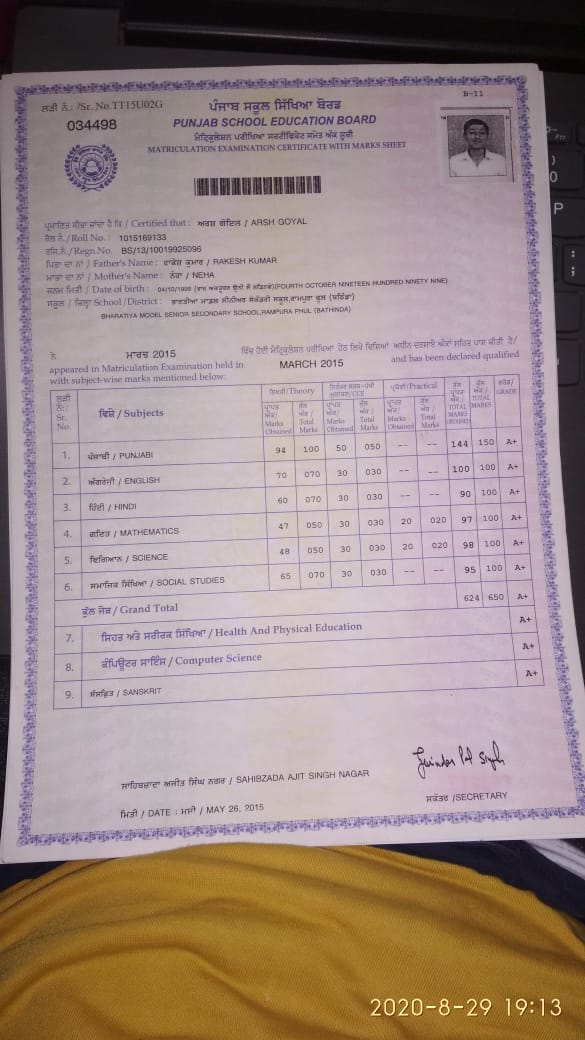 ਲੜੀ ਨੰ.: /Sr. No.TT15U02G
034498
B-11
ਪੰਜਾਬ ਸਕੂਲ ਸਿੱਖਿਆ ਬੋਰਡ
PUNJAB SCHOOL EDUCATION BOARD
ਮੈਟ੍ਰਿਕੂਲੇਸ਼ਨ ਪਰੀਖਿਆ ਸਰਟੀਫਿਕੇਟ ਸਮੇਤ ਅੰਕ ਸੂਚੀ
MATRICULATION EXAMINATION CERTIFICATE WITH MARKS SHEET
ਪ੍ਰਮਾਣਿਤ ਕੀਤਾ ਜਾਂਦਾ ਹੈ ਕਿ / Certified that : ਅਰਸ਼ ਗੋਇਲ / ARSH GOYAL
ਰੋਲ ਨੰ./Roll No. : 1015169133
ਰਜਿ.ਨੰ./Regn.No. BS/13/10019925096
ਪਿਤਾ ਦਾ ਨਾਂ / Father's Name : ਰਾਕੇਸ਼ ਕੁਮਾਰ / RAKESH KUMAR
ਮਾਤਾ ਦਾ ਨਾਂ / Mother's Name : ਨੇਹਾ / NEHA
ਜਨਮ ਮਿਤੀ / Date of birth : 04/10/1999 (ਚਾਰ ਅਕਤੂਬਰ ਉਨੀ ਸੌ ਨੜਿੰਨਵੇ)(FOURTH OCTOBER NINETEEN HUNDRED NINETY NINE)
ਸਕੂਲ / ਜ਼ਿਲ੍ਹਾ School / District : ਭਾਰਤੀਆ ਮਾਡਲ ਸੀਨੀਅਰ ਸੈਕੰਡਰੀ ਸਕੂਲ,ਰਾਮਪੁਰਾ ਫੂਲ (ਬਠਿੰਡਾ)
BHARATIYA MODEL SENIOR SECONDARY SCHOOL,RAMPURA PHUL (BATHINDA)
ਨੇ ਮਾਰਚ 2015 ਵਿੱਚ ਹੋਈ ਮੈਟ੍ਰਿਕੂਲੇਸ਼ਨ ਪਰੀਖਿਆ ਹੇਠ ਲਿਖੇ ਵਿਸ਼ਿਆਂ ਅਧੀਨ ਦਰਸਾਏ ਅੰਕਾਂ ਸਹਿਤ ਪਾਸ ਕੀਤੀ ਹੈ/
appeared in Matriculation Examination held in MARCH 2015 and has been declared qualified
with subject-wise marks mentioned below:
ਲੜੀ ਨੰ:/ Sr. No. ਵਿਸ਼ੇ / Subjects ਲਿਖਤੀ/Theory /CCE ਪ੍ਰਯੋਗੀ/Practical ਕੁੱਲ ਪ੍ਰਾਪਤ ਅੰਕ/ TOTAL MARKS OBTAINED ਕੁੱਲ ਅੰਕ/ TOTAL MARKS ਗਰੇਡ/ GRADE
ਪ੍ਰਾਪਤ ਅੰਕ/ Marks Obtained ਕੁੱਲ ਅੰਕ/ Total Marks ਪ੍ਰਾਪਤ ਅੰਕ/ Marks Obtained ਕੁੱਲ ਅੰਕ/ Total Marks ਪ੍ਰਾਪਤ ਅੰਕ/ Marks Obtained ਕੁੱਲ ਅੰਕ/ Total Marks
1. ਪੰਜਾਬੀ / PUNJABI 94 100 50 050 -- -- 144 150 A+
2. ਅੰਗਰੇਜ਼ੀ / ENGLISH 70 070 30 030 -- -- 100 100 A+
3. ਹਿੰਦੀ / HINDI 60 070 30 030 -- -- 90 100 A+
4. ਗਣਿਤ / MATHEMATICS 47 050 30 030 20 020 97 100 A+
5. ਵਿਗਿਆਨ / SCIENCE 48 050 30 030 20 020 98 100 A+
6. ਸਮਾਜਿਕ ਸਿੱਖਿਆ / SOCIAL STUDIES 65 070 30 030 -- -- 95 100 A+
ਕੁੱਲ ਜੋੜ / Grand Total 624 650 A+
7. ਸਿਹਤ ਅਤੇ ਸਰੀਰਕ ਸਿੱਖਿਆ / Health And Physical Education A+
8. ਕੰਪਿਊਟਰ ਸਾਇੰਸ / Computer Science A+
9. ਸੰਸਕ੍ਰਿਤ / SANSKRIT A+
ਸਾਹਿਬਜ਼ਾਦਾ ਅਜੀਤ ਸਿੰਘ ਨਗਰ / SAHIBZADA AJIT SINGH NAGAR
ਮਿਤੀ / DATE : ਮਈ / MAY 26, 2015
ਸਕੱਤਰ /SECRETARY
2020-8-29 19:13